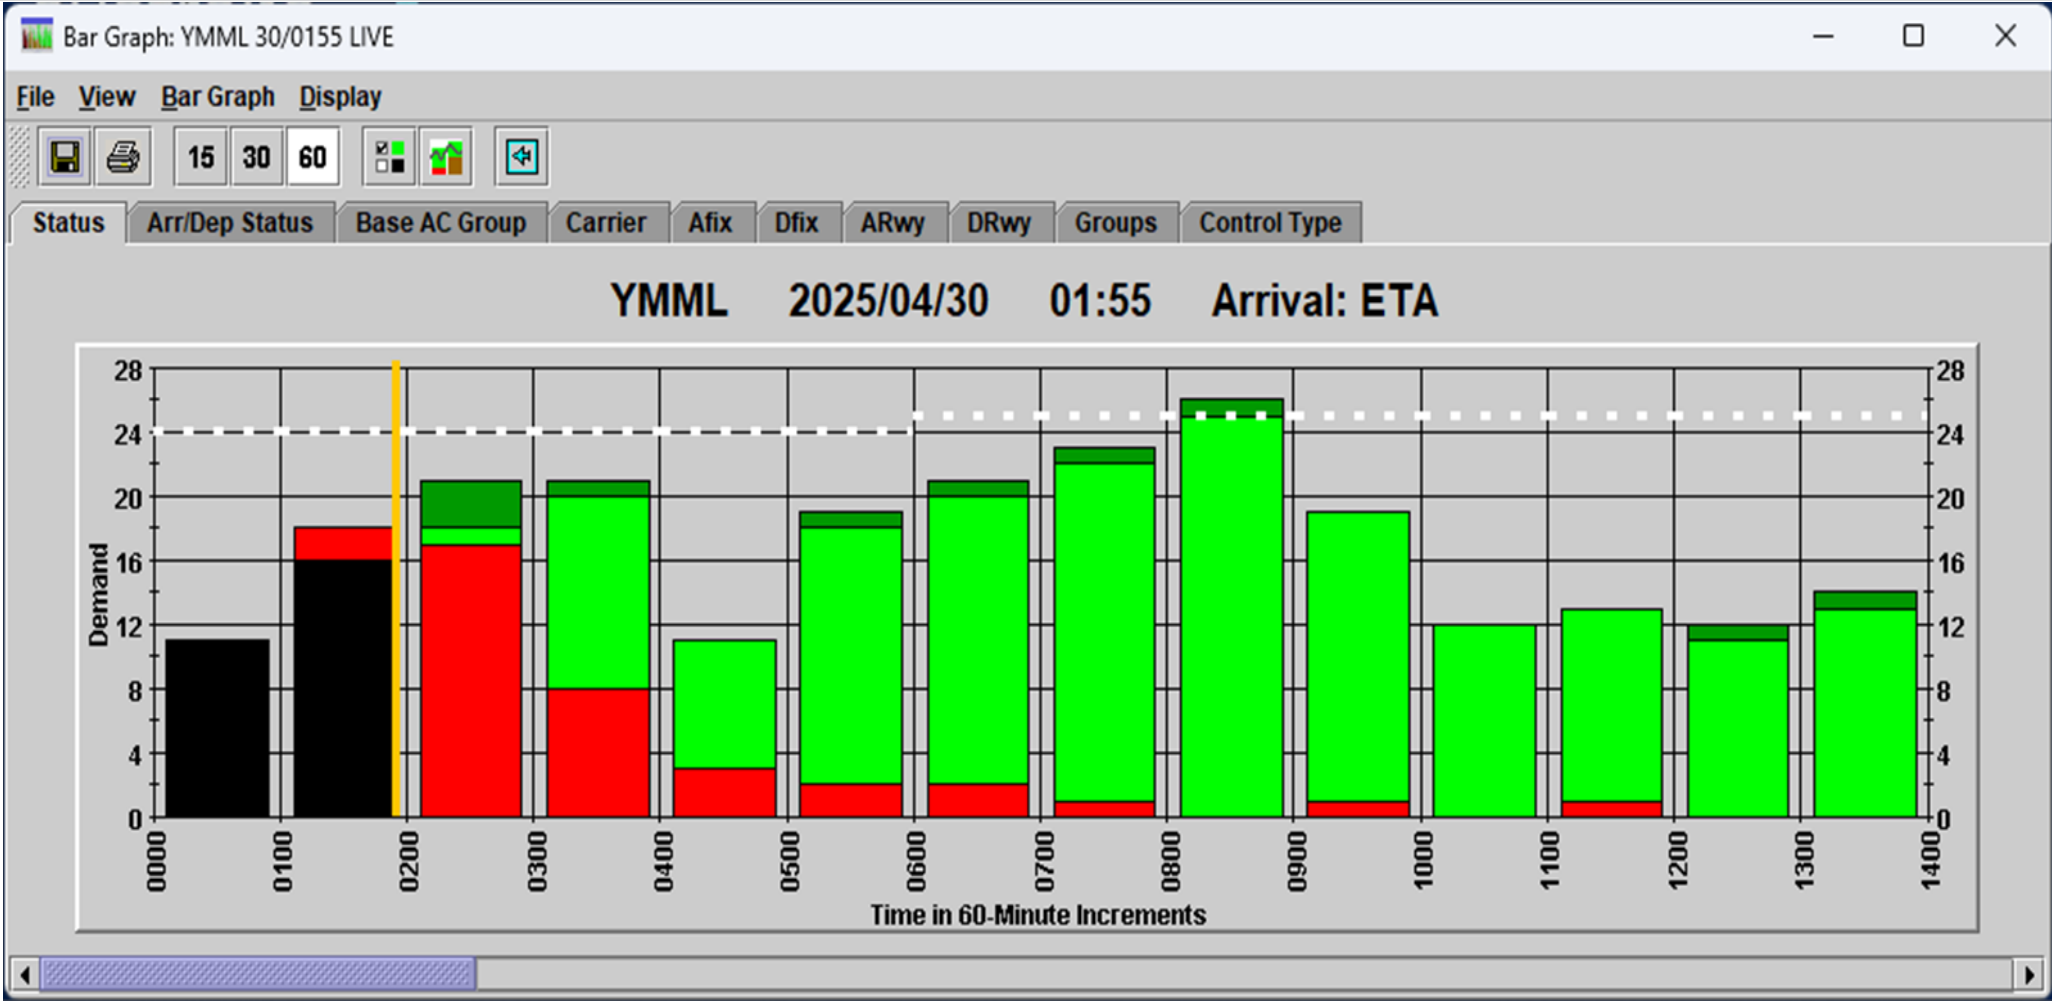 Bar Graph: YMML 30/0155 LIVE
File View Bar Graph Display
15 30 60
Status Arr/Dep Status Base AC Group Carrier Afix Dfix ARwy DRwy Groups Control Type
YMML 2025/04/30 01:55 Arrival: ETA
28 28
24 24
20 20
16 16
12 12
8 8
4 4
0 0
Demand
0000 0100 0200 0300 0400 0500 0600 0700 0800 0900 1000 1100 1200 1300 1400
Time in 60-Minute Increments